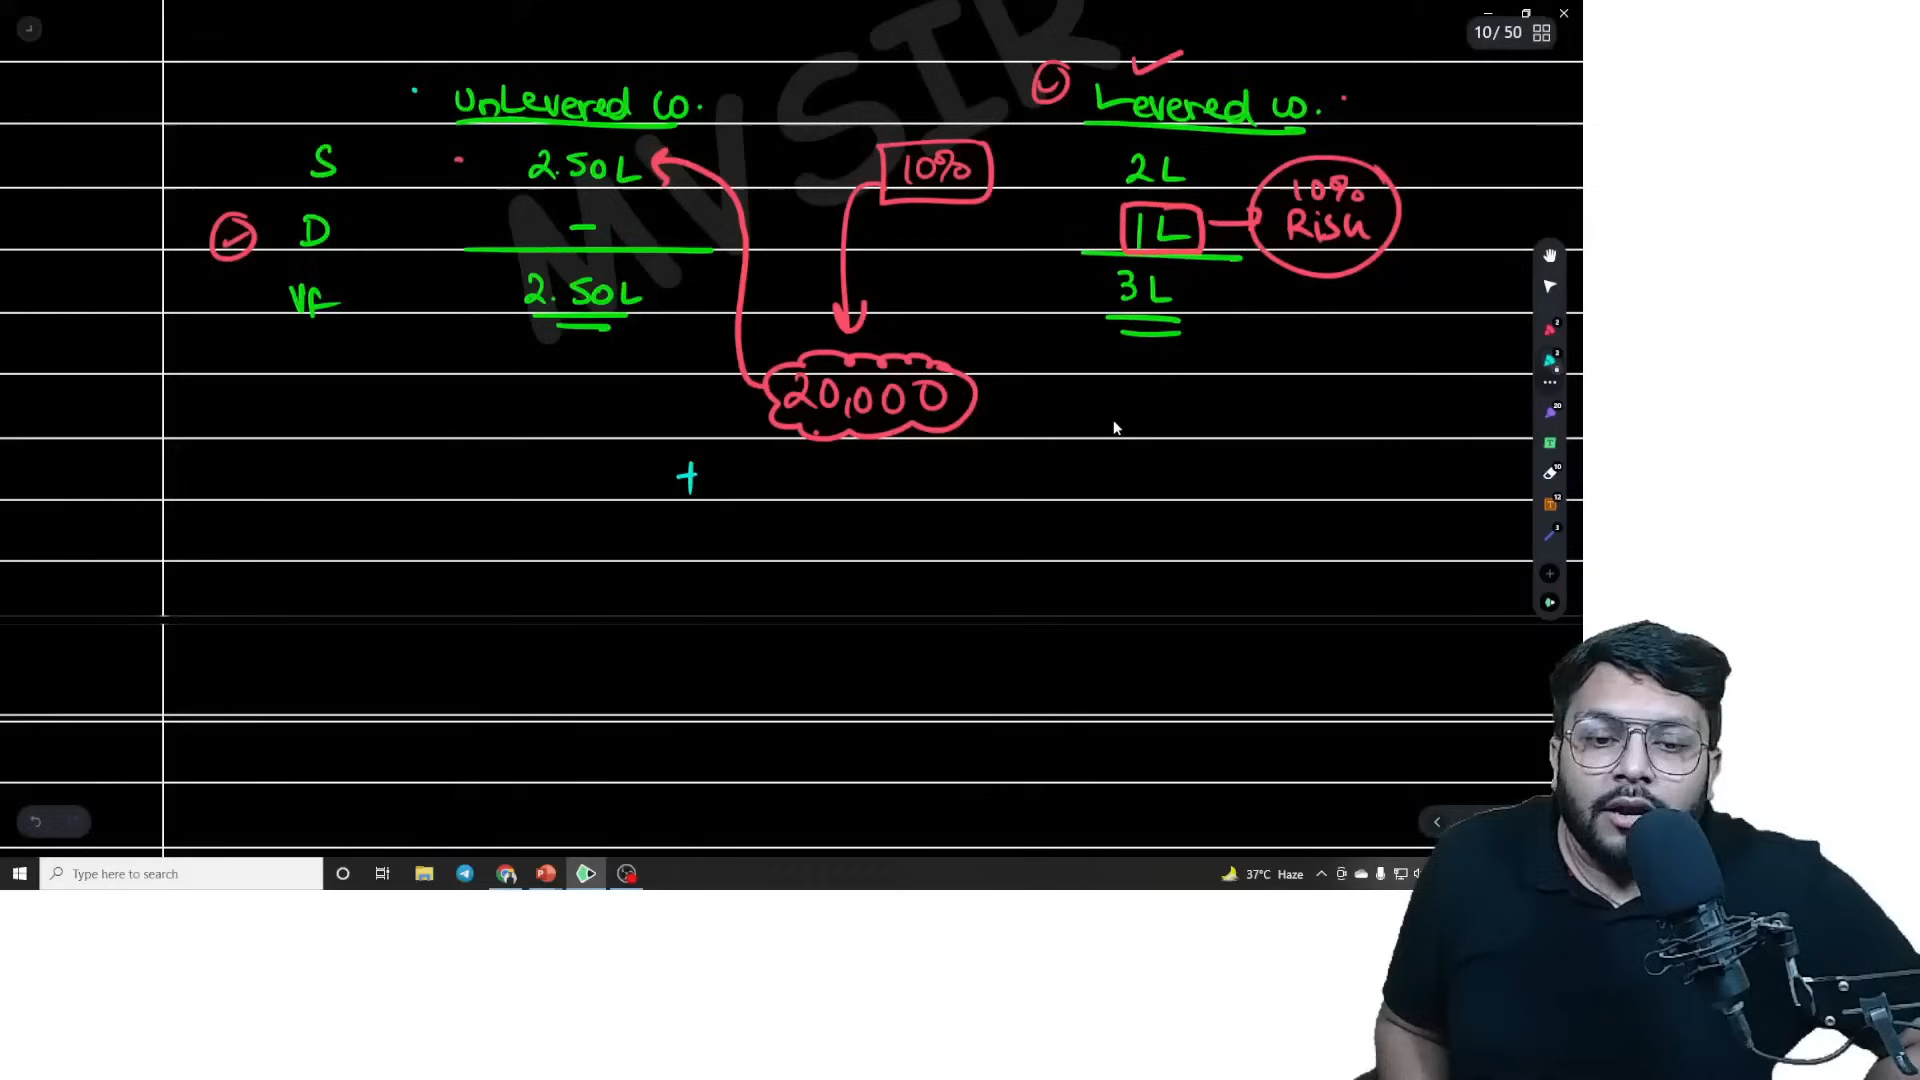 10/ 50
MVSIR
UnLevered Co.
Levered co.
S 2.50L 10% 2L 10% Risk
D - 1L
VF 2.50L 3L
20,000
+
Type here to search
37°C Haze